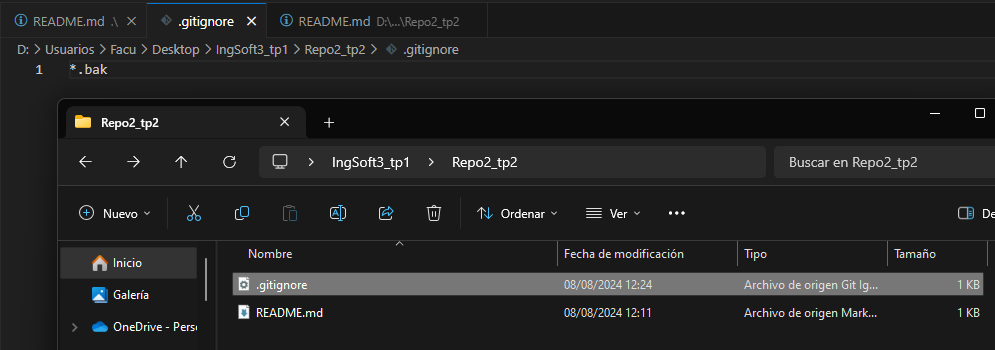 README.md .\ .gitignore README.md D:\...\Repo2_tp2
D: > Usuarios > Facu > Desktop > IngSoft3_tp1 > Repo2_tp2 > .gitignore
1 *.bak
Repo2_tp2
IngSoft3_tp1 > Repo2_tp2 Buscar en Repo2_tp2
Nuevo Ordenar Ver ... De
Nombre Fecha de modificación Tipo Tamaño
Inicio
.gitignore 08/08/2024 12:24 Archivo de origen Git Ig... 1 KB
Galería
README.md 08/08/2024 12:11 Archivo de origen Mark... 1 KB
OneDrive - Perso